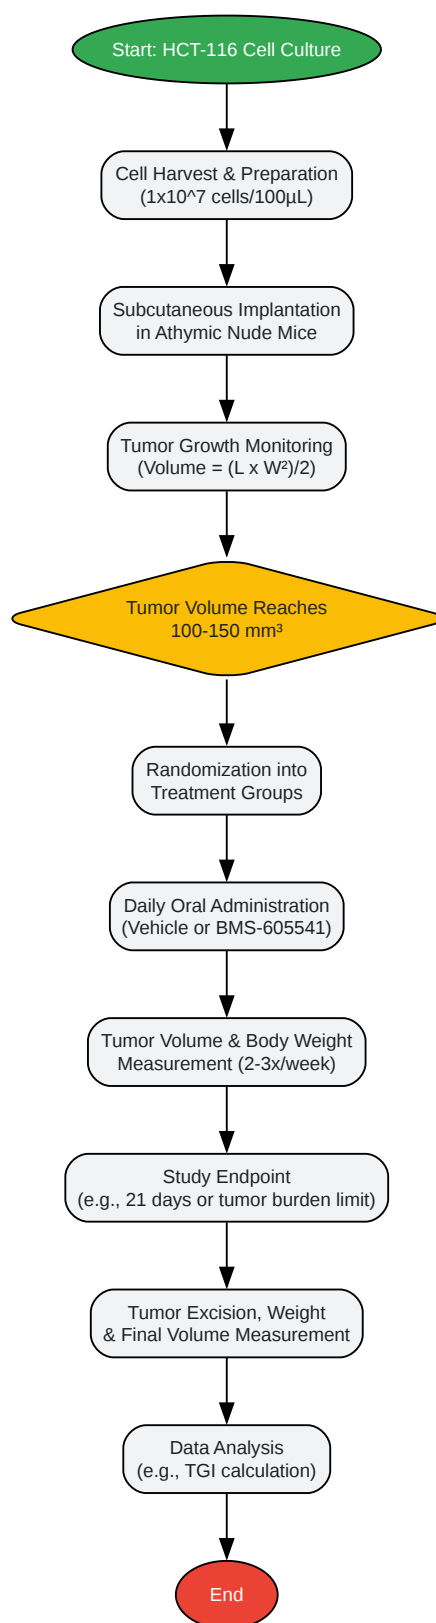 Start: HCT-116 Cell Culture
Cell Harvest & Preparation
(1x10^7 cells/100µL)
Subcutaneous Implantation
in Athymic Nude Mice
Tumor Growth Monitoring
(Volume = (L x W²)/2)
Tumor Volume Reaches
100-150 mm³
Randomization into
Treatment Groups
Daily Oral Administration
(Vehicle or BMS-605541)
Tumor Volume & Body Weight
Measurement (2-3x/week)
Study Endpoint
(e.g., 21 days or tumor burden limit)
Tumor Excision, Weight
& Final Volume Measurement
Data Analysis
(e.g., TGI calculation)
End